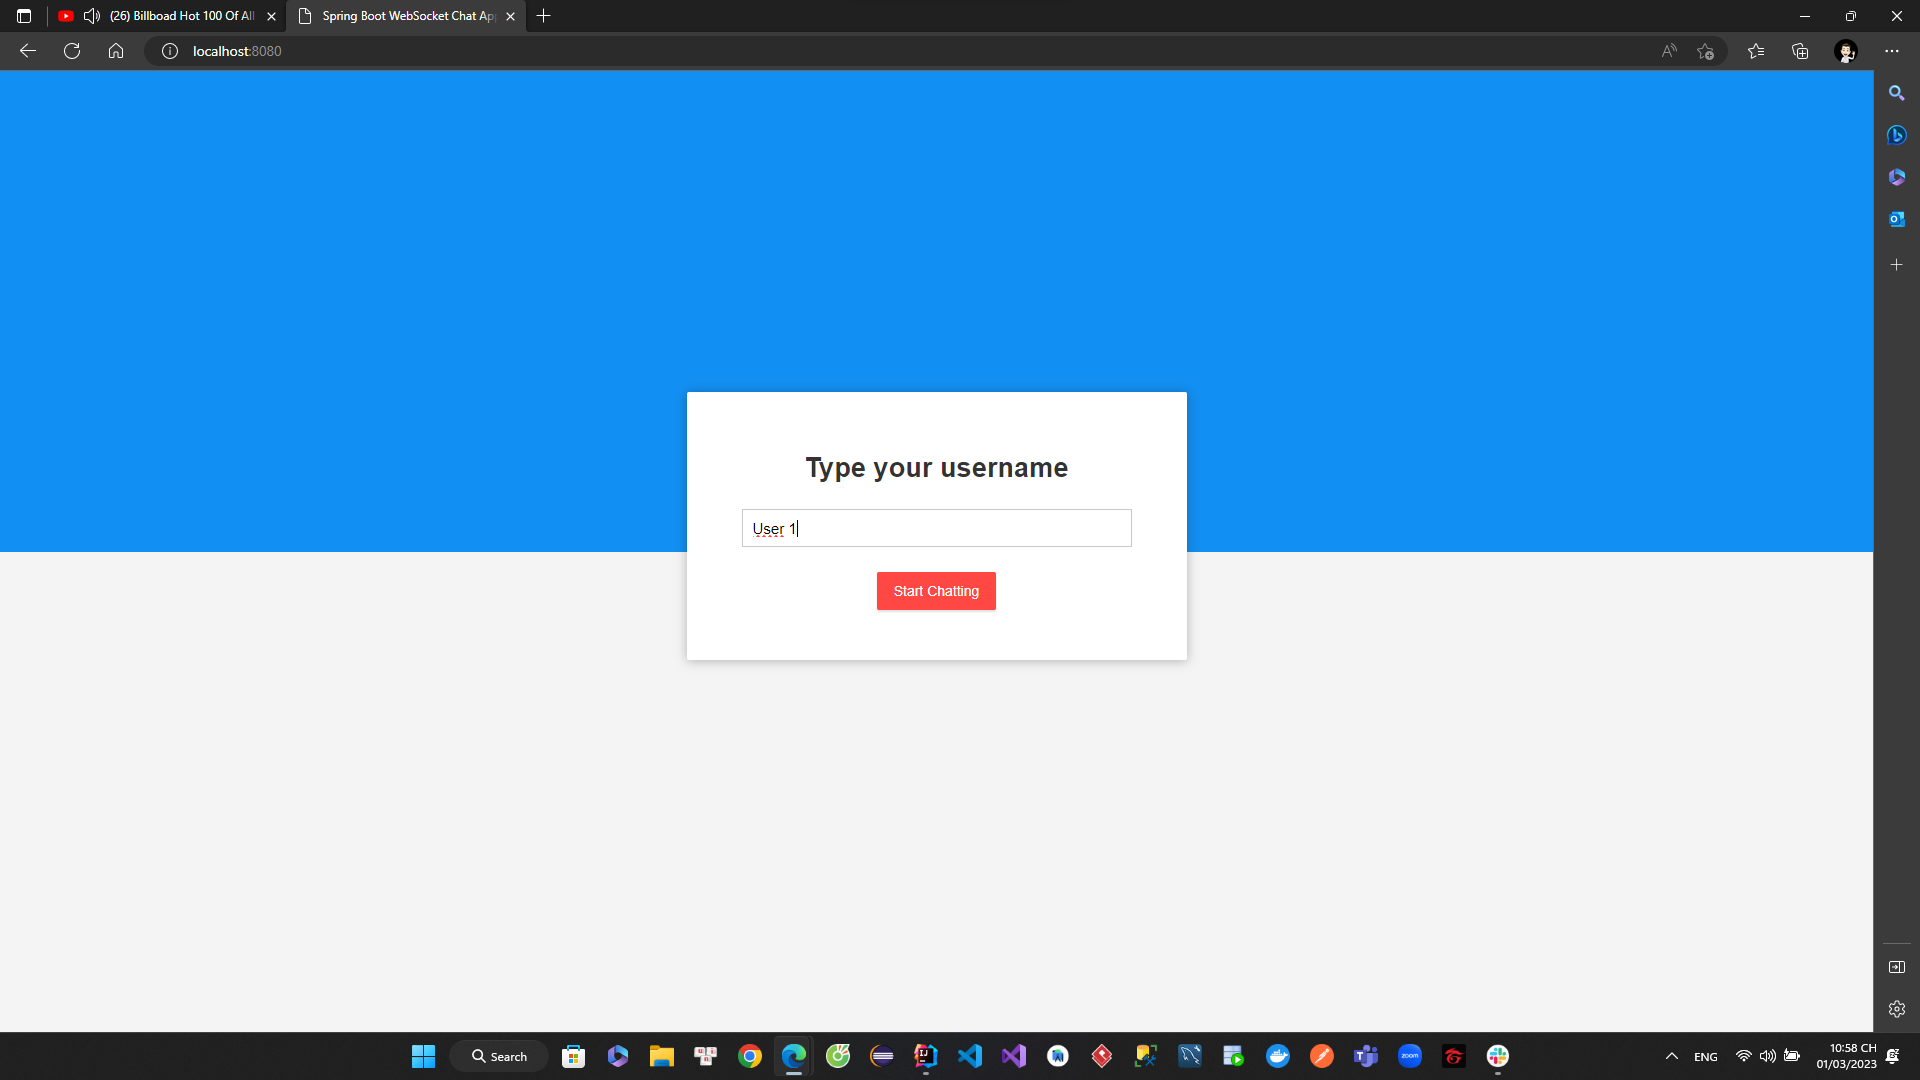 (26) Billboad Hot 100 Of All
Spring Boot WebSocket Chat Ap
localhost:8080
Type your username
User 1
Start Chatting
Search
ENG
10:58 CH
01/03/2023